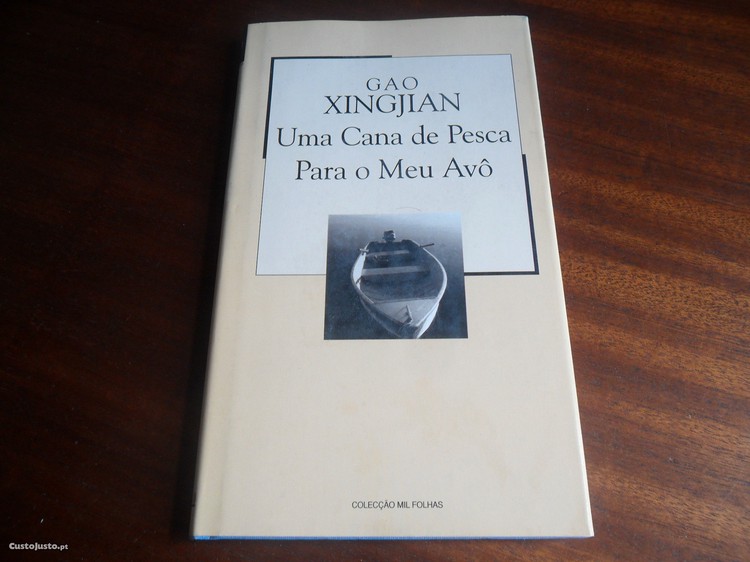 GAO
XINGJIAN
Uma Cana de Pesca
Para o Meu Avô
COLECÇÃO MIL FOLHAS
CustoJusto.pt